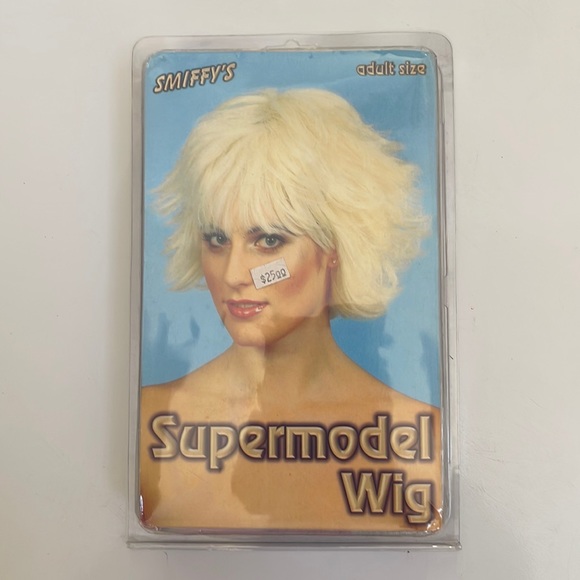 SMIFFY'S
adult size
$25.00
Supermodel
Wig